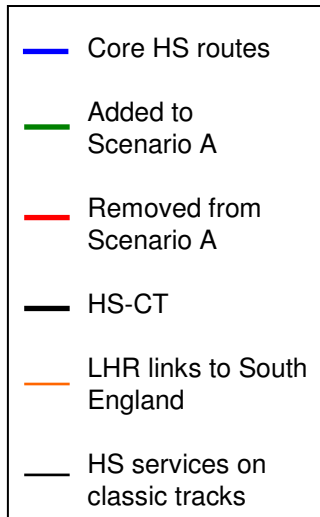 Core HS routes
Added to
Scenario A
Removed from
Scenario A
HS-CT
LHR links to South
England
HS services on
classic tracks